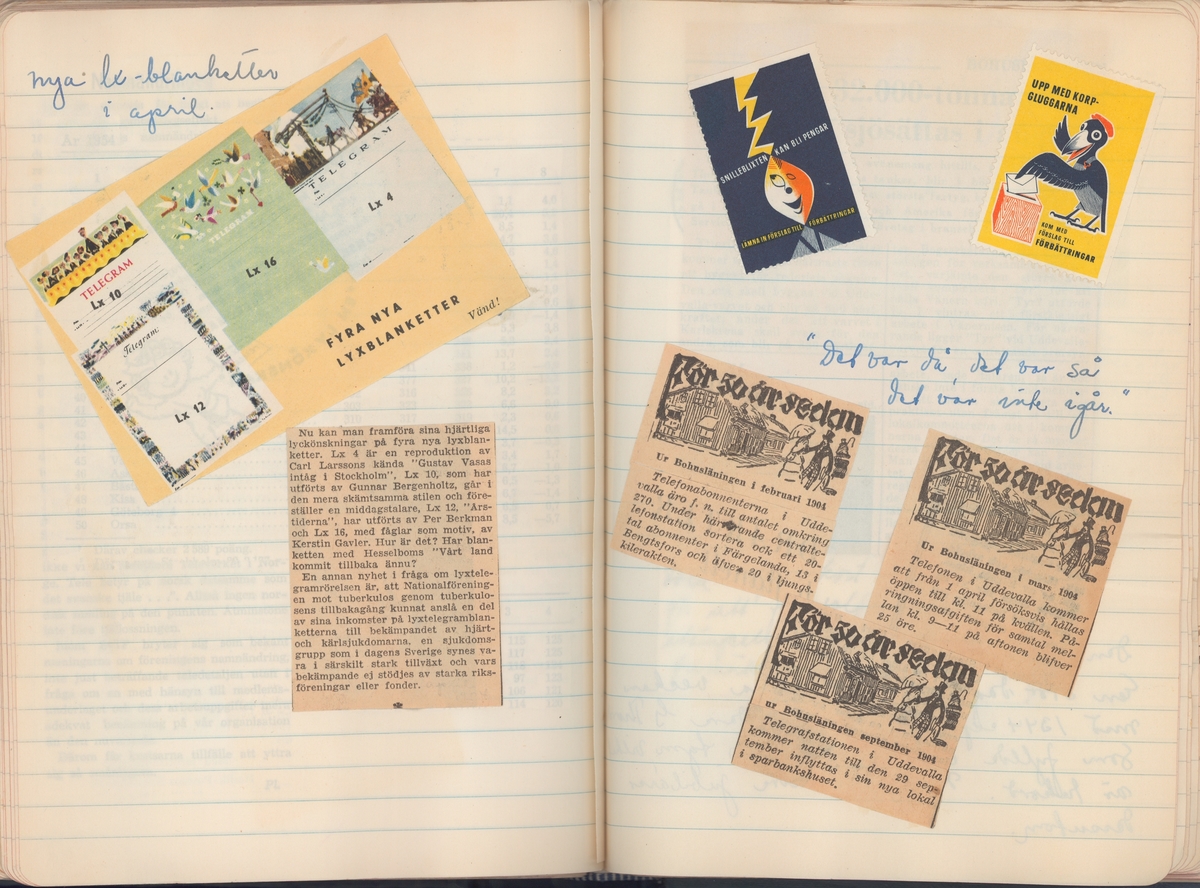 nya lx-blanketter
i april.
TELEGRAM
Lx 4
TELEGRAM
Lx 16
TELEGRAM
Lx 10
Telegram
Lx 12
FYRA NYA
LYXBLANKETTER
Vänd!
Nu kan man framföra sina hjärtliga
lyckönskningar på fyra nya lyxblan-
ketter. Lx 4 är en reproduktion av
Carl Larssons kända "Gustav Vasas
intåg i Stockholm", Lx 10, som har
utförts av Gunnar Bergenholtz, går i
den mera skämtsamma stilen och före-
ställer en middagstalare, Lx 12, "Års-
tiderna", har utförts av Per Berkman
och Lx 16, med fåglar som motiv, av
Kerstin Gavler. Hur är det? Har blan-
ketten med Hesselboms "Vårt land
kommit tillbaka ännu?
En annan nyhet i fråga om lyxtele-
gramrörelsen är, att Nationalförening-
en mot tuberkulos genom tuberkulo-
sens tillbakagång kunnat anslå en del
av sina inkomster på lyxtelegramblan-
ketterna till bekämpandet av hjärt-
och kärlsjukdomarna, en sjukdoms-
grupp som i dagens Sverige synes va-
ra i särskilt stark tillväxt och vars
bekämpande ej stödjes av starka riks-
föreningar eller fonder.
SNILLEBLIXTEN KAN BLI PENGAR
LÄMNA IN FÖRSLAG TILL FÖRBÄTTRINGAR
UPP MED KORP-
GLUGGARNA
KOM MED
FÖRSLAG TILL
FÖRBÄTTRINGAR
"Det var då, det var så
det var inte igår."
För 50 år sedan
Ur Bohusläningen i februari 1904
Telefonabonnenterna i Udde-
valla äro f. n. till antalet omkring
270. Under härvarande centralte-
lefonstation sortera ock ett 20-
tal abonnenter i Färgelanda, 13 i
Bengtsfors och äfven 20 i Ljungs-
kilerakten.
För 50 år sedan
Ur Bohusläningen i mars 1904
Telefonen i Uddevalla kommer
att från 1 april försöksvis hållas
öppen till kl. 11 på kvällen. På-
ringningsafgiften för samtal mel-
lan kl. 9—11 på aftonen blifver
25 öre.
För 50 år sedan
ur Bohusläningen september 1904
Telegrafstationen i Uddevalla
kommer natten till den 29 sep-
tember inflyttas i sin nya lokal
i sparbankshuset.